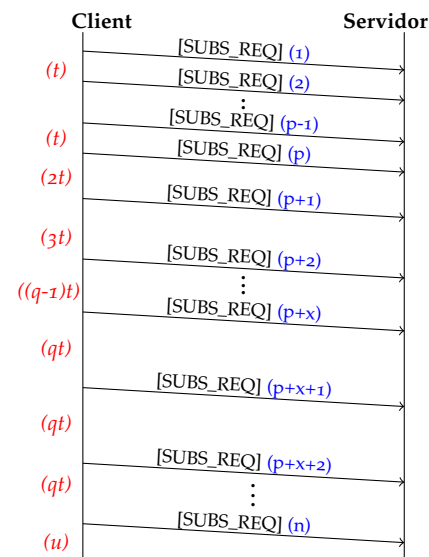 Client Servidor
[SUBS_REQ] (1)
(t)
[SUBS_REQ] (2)
[SUBS_REQ] (p-1)
(t)
[SUBS_REQ] (p)
(2t)
[SUBS_REQ] (p+1)
(3t)
[SUBS_REQ] (p+2)
((q-1)t)
[SUBS_REQ] (p+x)
(qt)
[SUBS_REQ] (p+x+1)
(qt)
[SUBS_REQ] (p+x+2)
(qt)
[SUBS_REQ] (n)
(u)